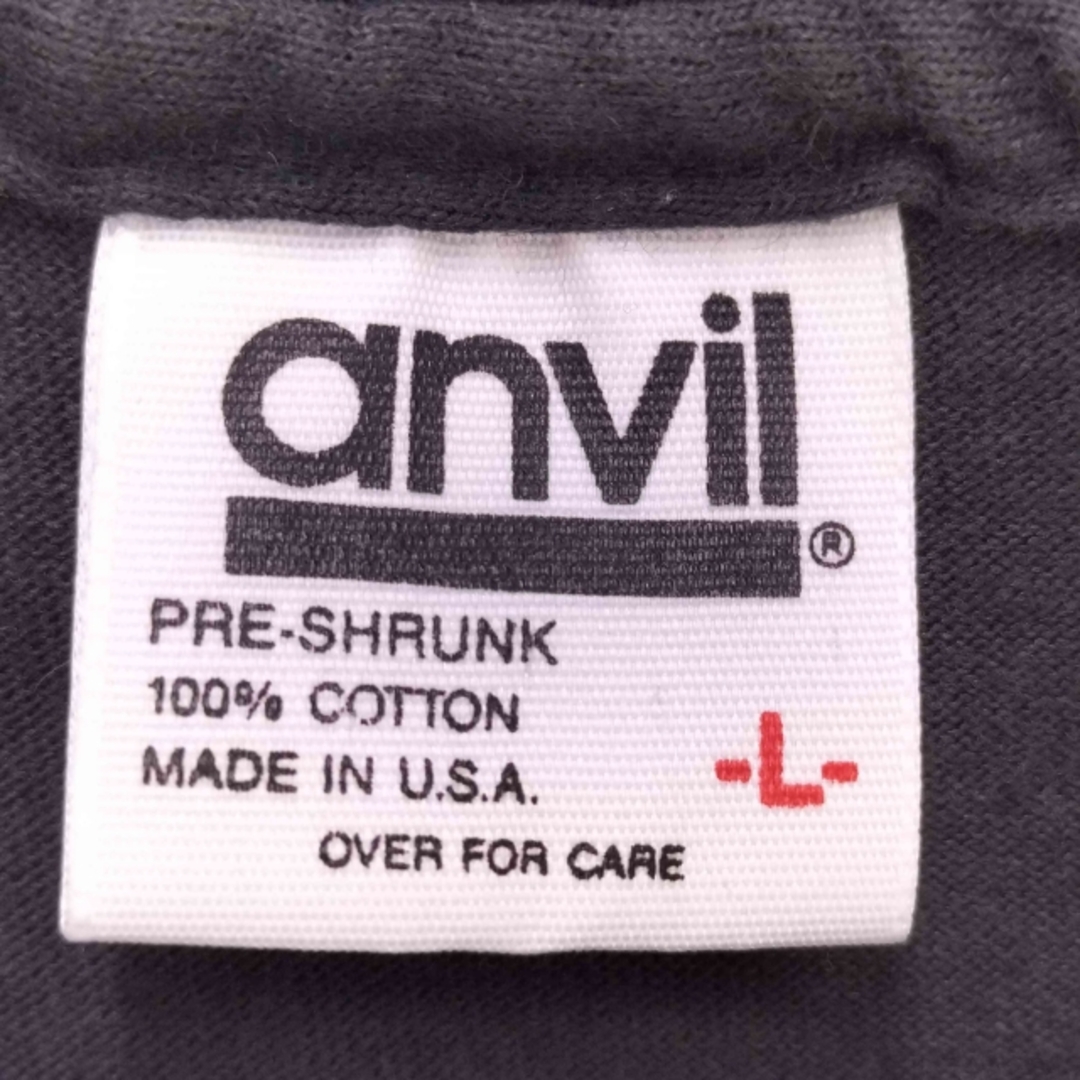 anvil
®
PRE-SHRUNK
100% COTTON
MADE IN U.S.A.
-L-
OVER FOR CARE